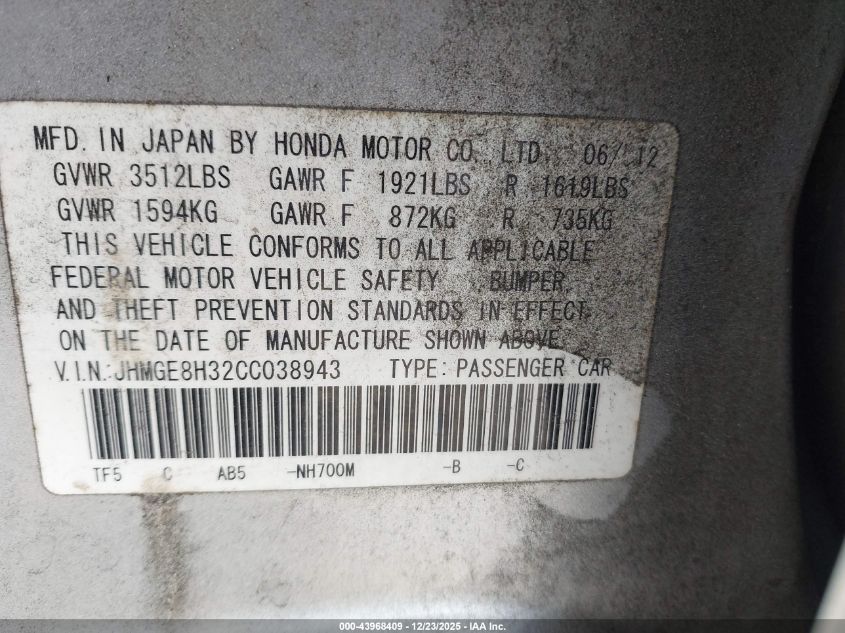 MFD. IN JAPAN BY HONDA MOTOR CO., LTD. 06/12
GVWR 3512LBS GAWR F 1921LBS R 1619LBS
GVWR 1594KG GAWR F 872KG R 735KG
THIS VEHICLE CONFORMS TO ALL APPLICABLE
FEDERAL MOTOR VEHICLE SAFETY, BUMPER,
AND THEFT PREVENTION STANDARDS IN EFFECT
ON THE DATE OF MANUFACTURE SHOWN ABOVE.
V.I.N.:JHMGE8H32CC038943 TYPE: PASSENGER CAR
TF5 C AB5 -NH700M -B -C
000-43968409 - 12/23/2025 - IAA Inc.